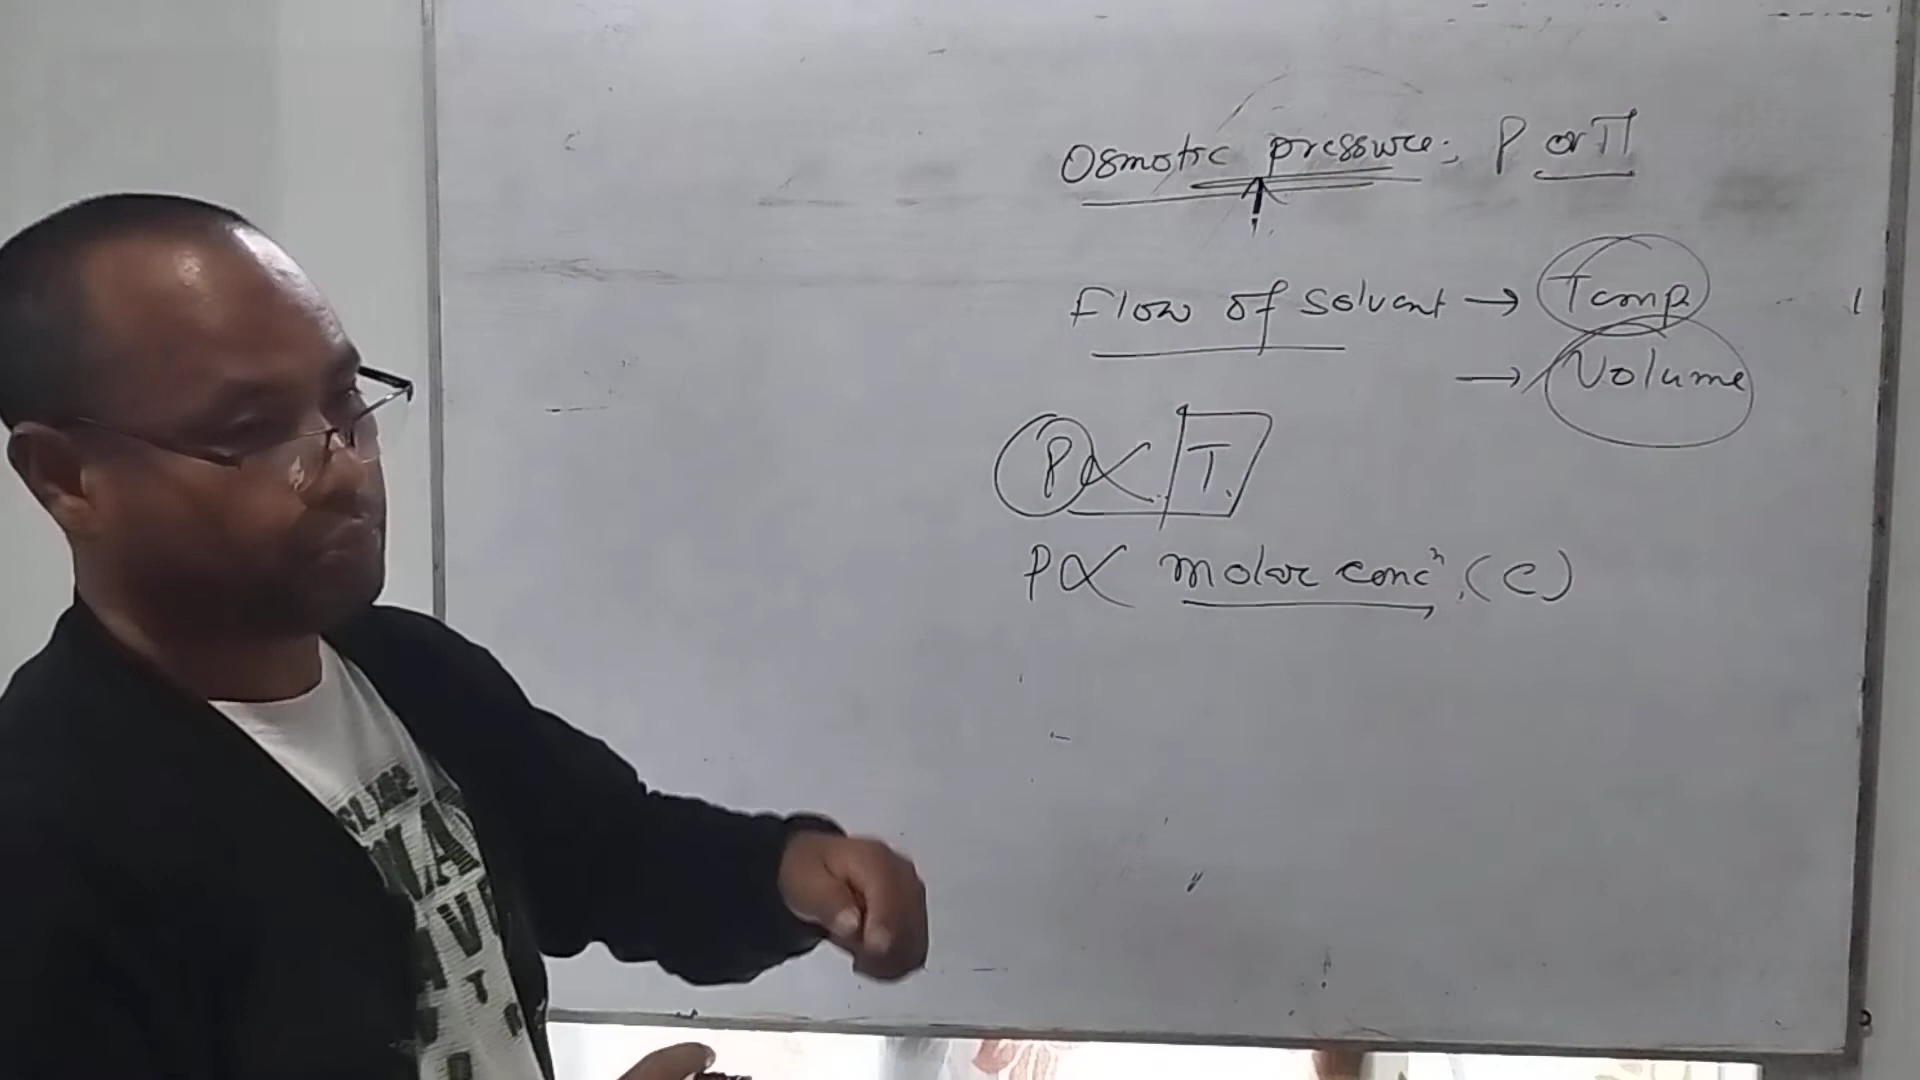 Osmotic pressure: P or π
Flow of solvent → Temp
→ Volume
P ∝ T
P ∝ molar concⁿ. (C)